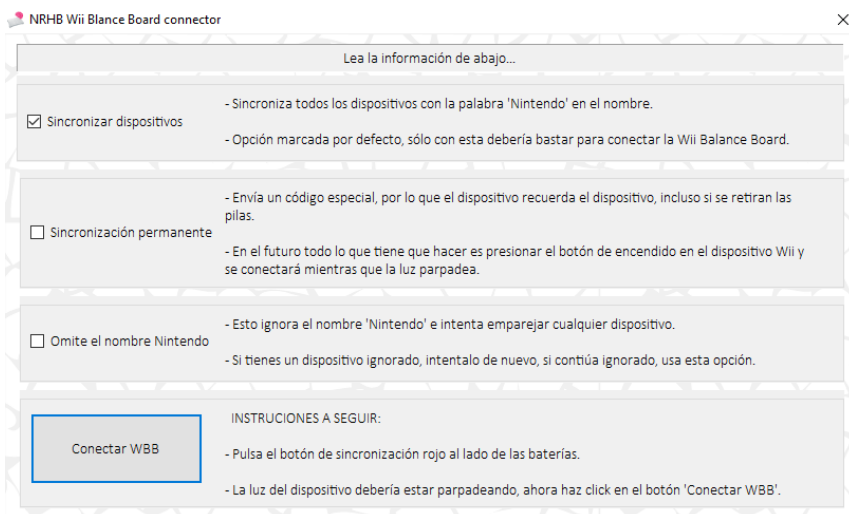 NRHB Wii Blance Board connector
Lea la información de abajo...
Sincronizar dispositivos
- Sincroniza todos los dispositivos con la palabra 'Nintendo' en el nombre.
- Opción marcada por defecto, sólo con esta debería bastar para conectar la Wii Balance Board.
Sincronización permanente
- Envía un código especial, por lo que el dispositivo recuerda el dispositivo, incluso si se retiran las
pilas.
- En el futuro todo lo que tiene que hacer es presionar el botón de encendido en el dispositivo Wii y
se conectará mientras que la luz parpadea.
Omite el nombre Nintendo
- Esto ignora el nombre 'Nintendo' e intenta emparejar cualquier dispositivo.
- Si tienes un dispositivo ignorado, intentalo de nuevo, si contiúa ignorado, usa esta opción.
Conectar WBB
INSTRUCIONES A SEGUIR:
- Pulsa el botón de sincronización rojo al lado de las baterías.
- La luz del dispositivo debería estar parpadeando, ahora haz click en el botón 'Conectar WBB'.